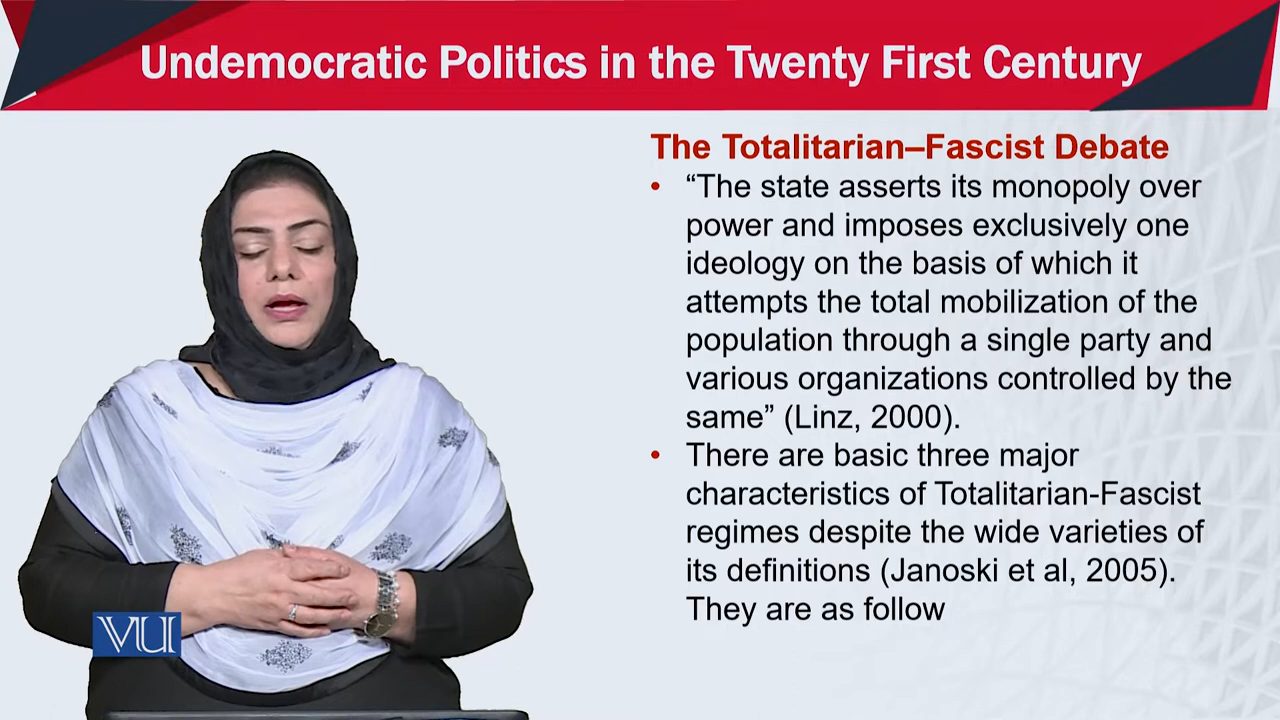 Undemocratic Politics in the Twenty First Century
The Totalitarian–Fascist Debate
• “The state asserts its monopoly over
power and imposes exclusively one
ideology on the basis of which it
attempts the total mobilization of the
population through a single party and
various organizations controlled by the
same” (Linz, 2000).
• There are basic three major
characteristics of Totalitarian-Fascist
regimes despite the wide varieties of
its definitions (Janoski et al, 2005).
They are as follow
VU